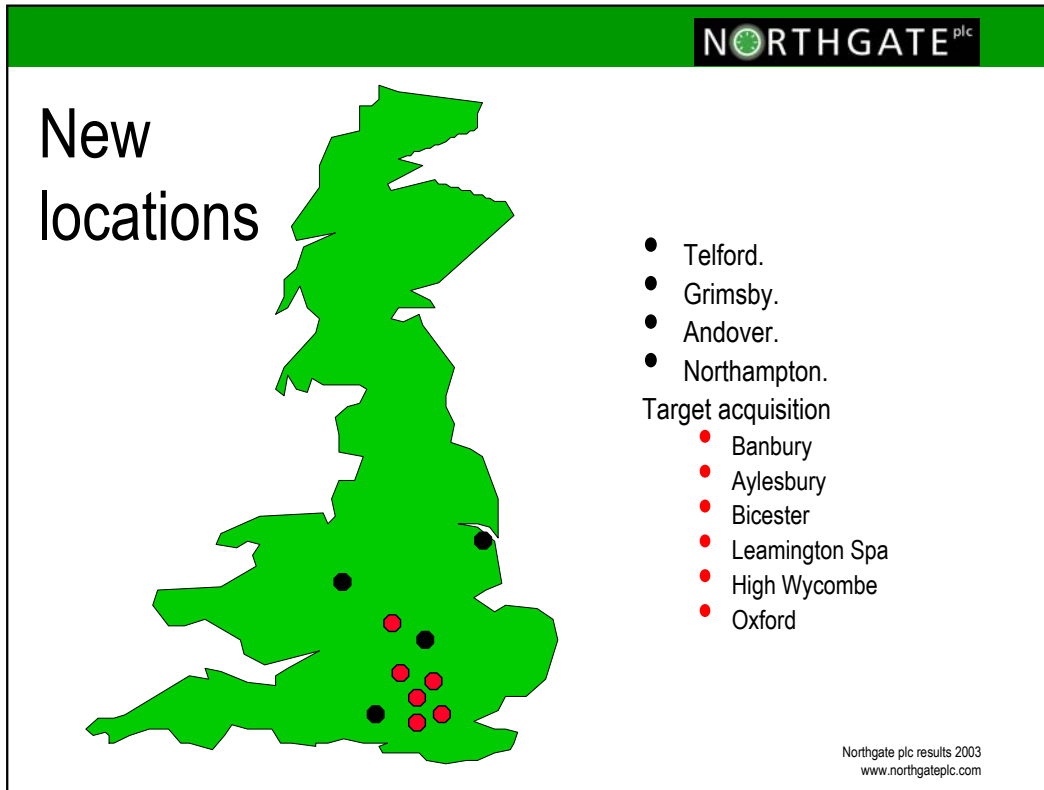 NORTHGATE plc
New
locations
• Telford.
• Grimsby.
• Andover.
• Northampton.
Target acquisition
• Banbury
• Aylesbury
• Bicester
• Leamington Spa
• High Wycombe
• Oxford
Northgate plc results 2003
www.northgateplc.com